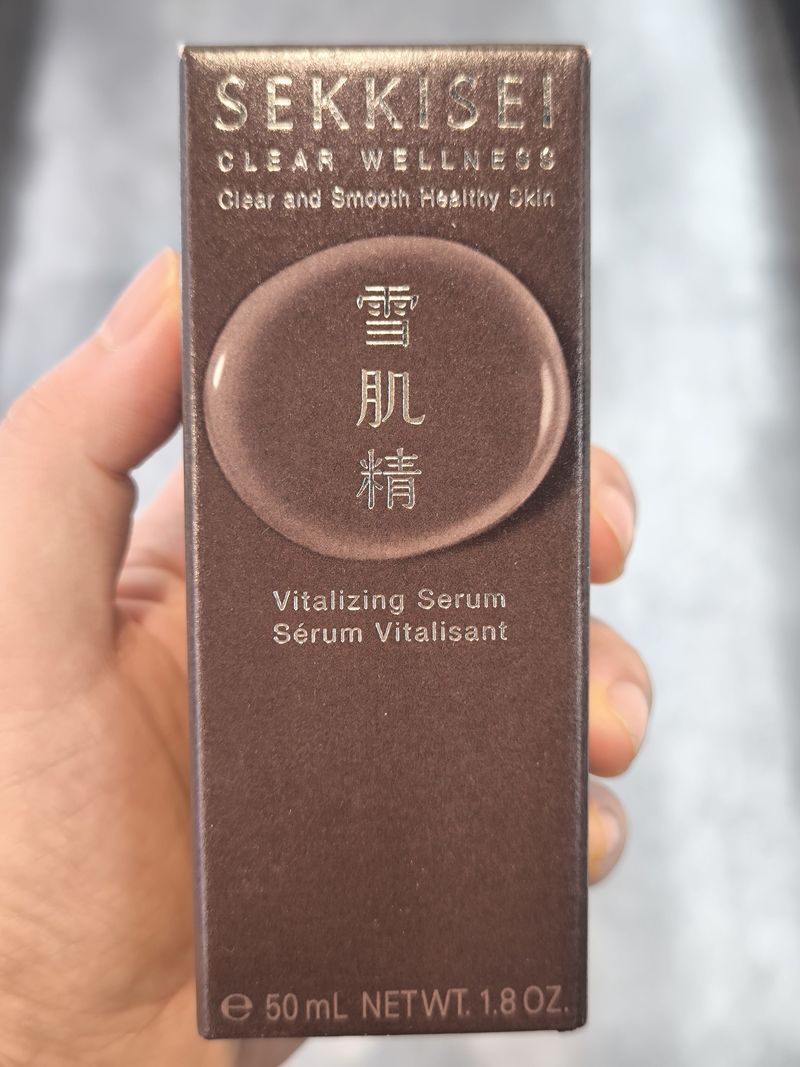 SEKKISEI
CLEAR WELLNESS
Clear and Smooth Healthy Skin
雪
肌
精
Vitalizing Serum
Sérum Vitalisant
℮ 50 mL NET WT. 1.8 OZ.